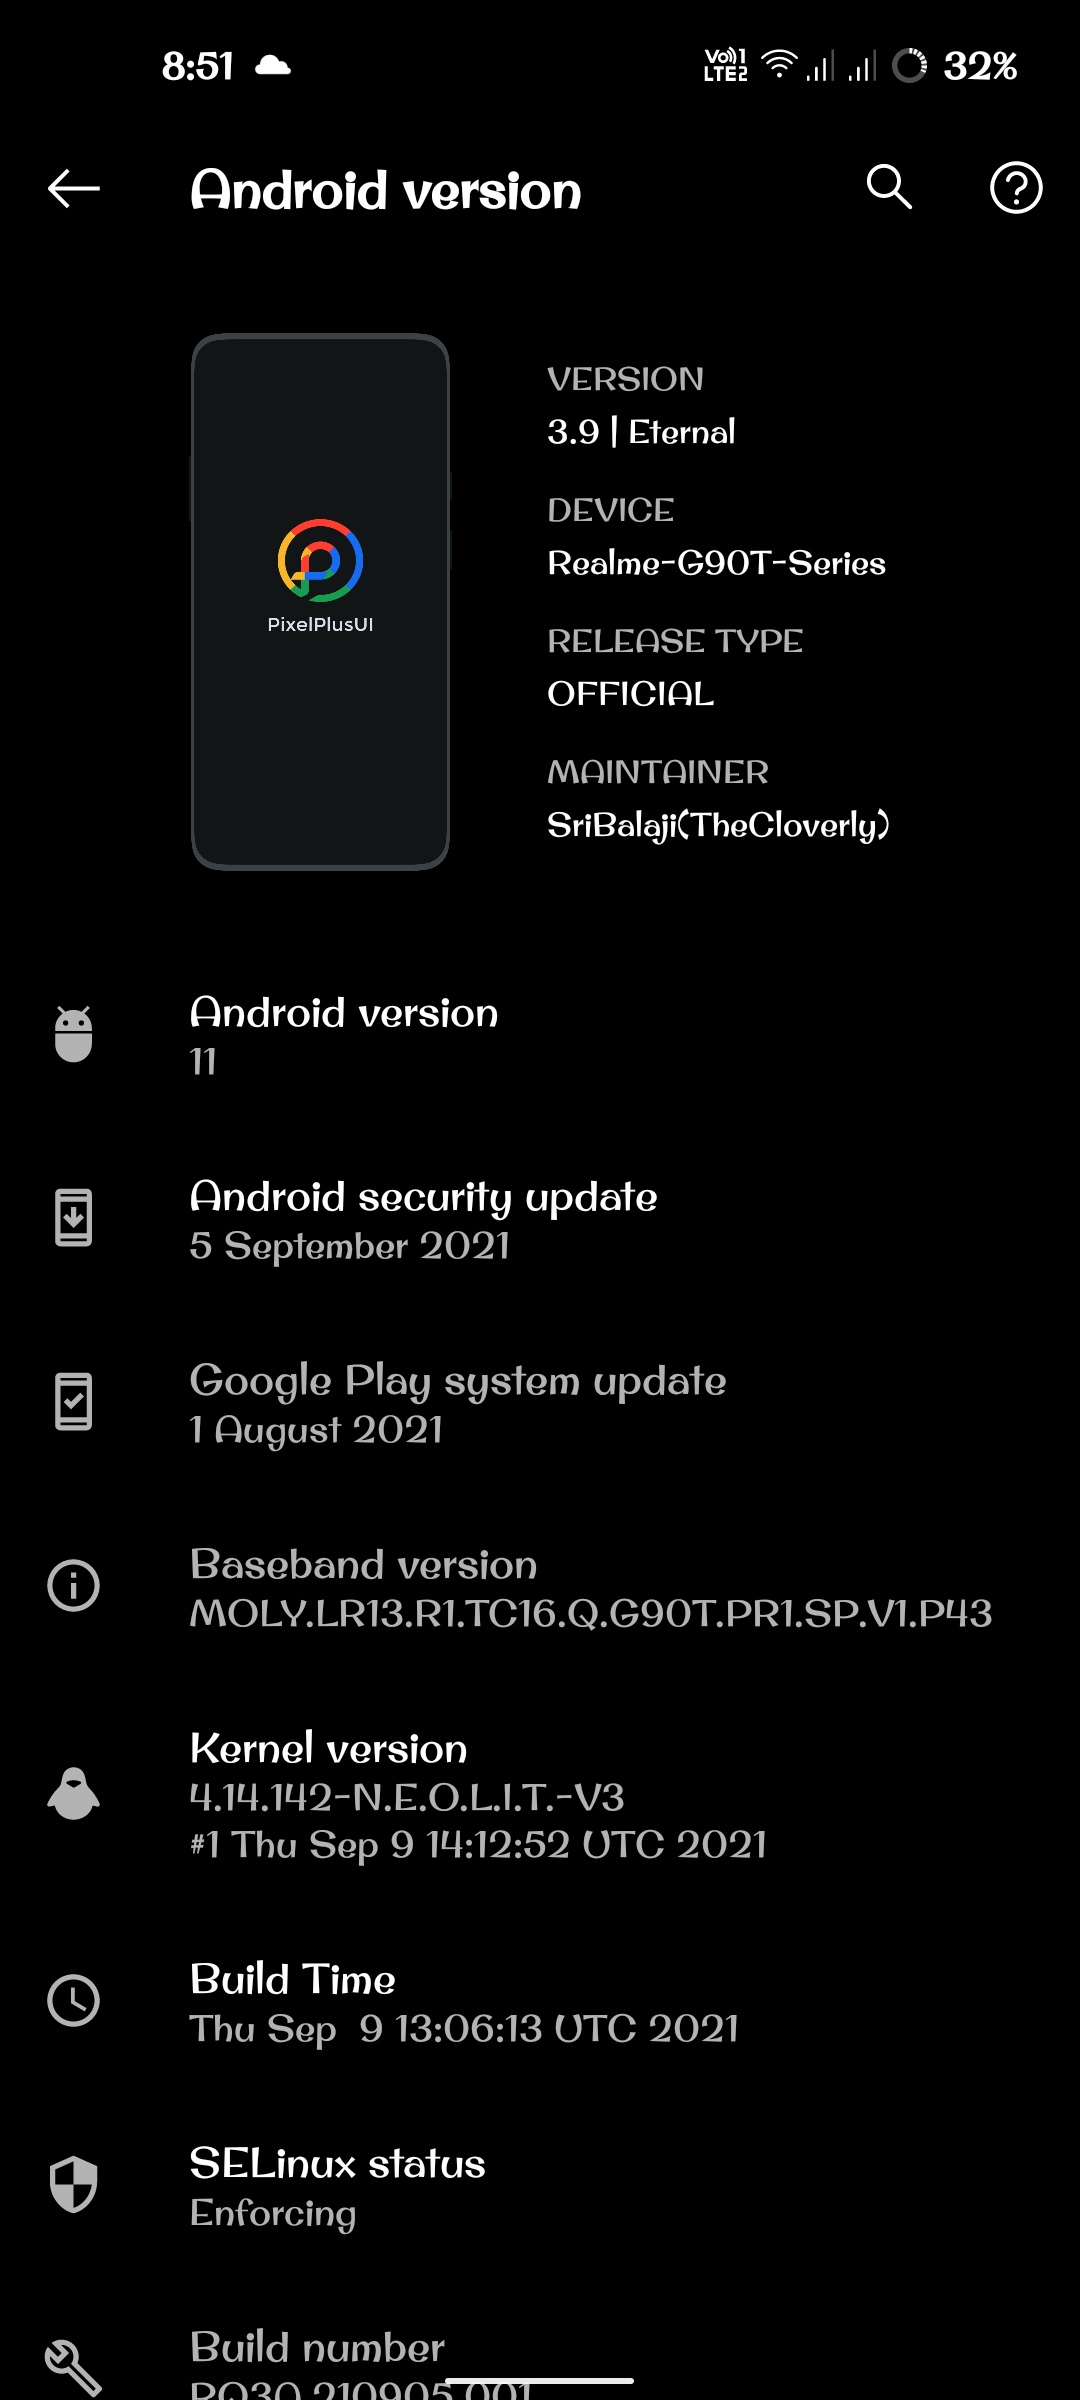 8:51 Vo)) 1 LTE2 32%
Android version
PixelPlusUI
VERSION
3.9 | Eternal
DEVICE
Realme-G90T-Series
RELEASE TYPE
OFFICIAL
MAINTAINER
SriBalaji(TheCloverly)
Android version
11
Android security update
5 September 2021
Google Play system update
1 August 2021
Baseband version
MOLY.LR13.R1.TC16.Q.G90T.PR1.SP.V1.P43
Kernel version
4.14.142-N.E.O.L.I.T.-V3
#1 Thu Sep 9 14:12:52 UTC 2021
Build Time
Thu Sep  9 13:06:13 UTC 2021
SELinux status
Enforcing
Build number